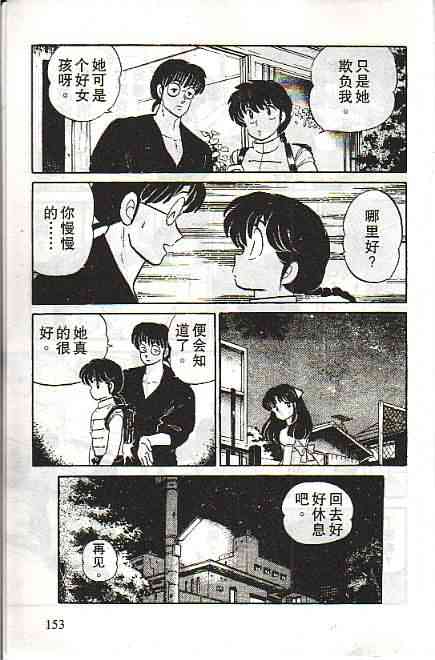 只是她
欺负我。
她可是
个好女
孩呀。
哪里好？
你慢慢
的……
便会知
道了。
她真
的很
好。
回去好
好休息
吧。
再见。
153